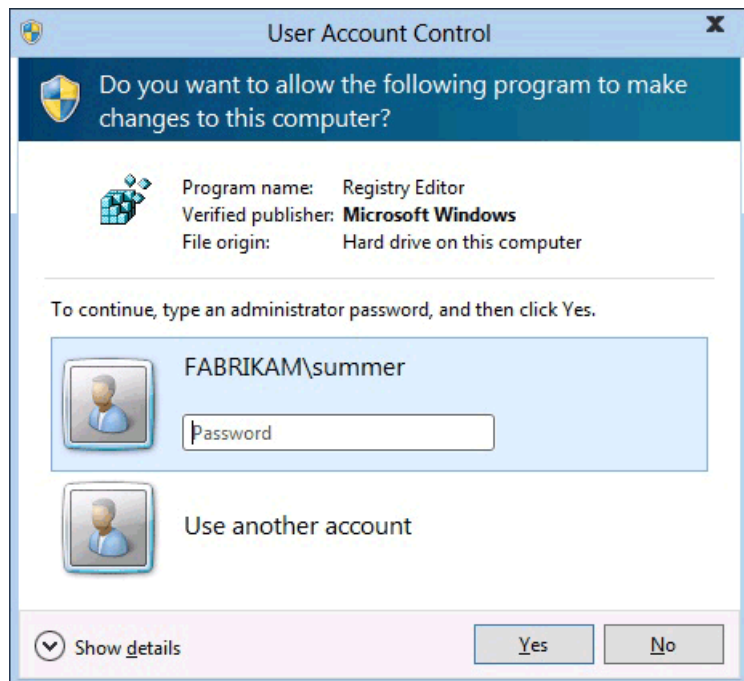 User Account Control
Do you want to allow the following program to make
changes to this computer?
Program name: Registry Editor
Verified publisher: Microsoft Windows
File origin: Hard drive on this computer
To continue, type an administrator password, and then click Yes.
FABRIKAM\summer
Password
Use another account
Show details
Yes
No